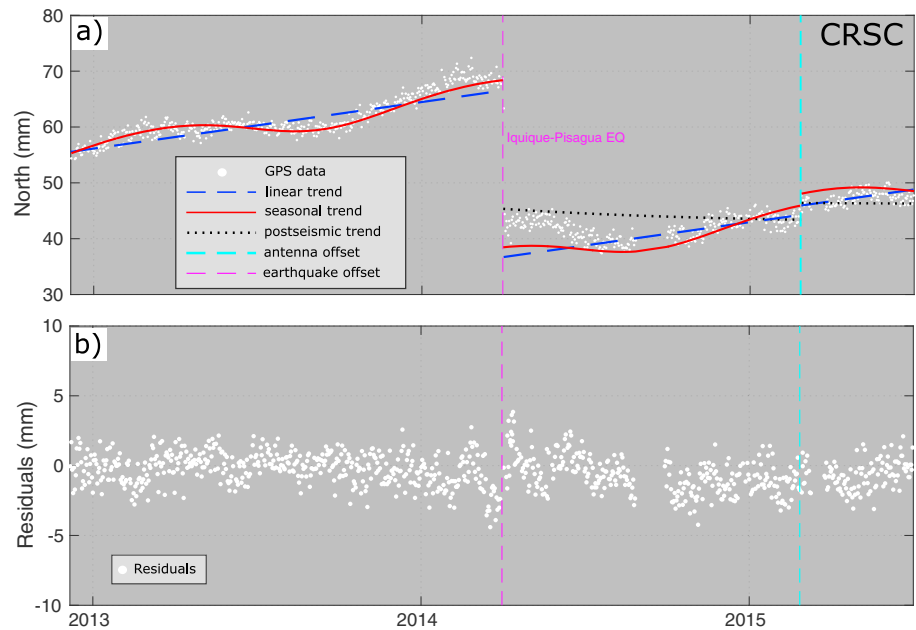 a)
CRSC
80
70
60
50
40
30
North (mm)
Iquique-Pisagua EQ
GPS data
linear trend
seasonal trend
postseismic trend
antenna offset
earthquake offset
b)
10
5
0
-5
-10
Residuals (mm)
Residuals
2013
2014
2015